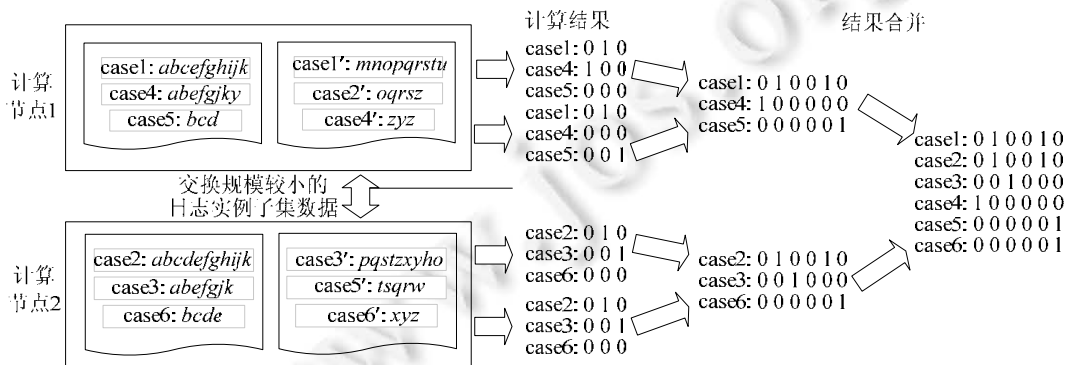 计算结果
结果合并
计算
节点1
case1: abcefghijk
case4: abefgjky
case5: bcd
case1′: mnopqrstu
case2′: oqrsz
case4′: zyz
case1: 0 1 0
case4: 1 0 0
case5: 0 0 0
case1: 0 1 0
case4: 0 0 0
case5: 0 0 1
case1: 0 1 0 0 1 0
case4: 1 0 0 0 0 0
case5: 0 0 0 0 0 1
交换规模较小的
日志实例子集数据
计算
节点2
case2: abcdefghijk
case3: abefgjk
case6: bcde
case3′: pqstzxyho
case5′: tsqrw
case6′: xyz
case2: 0 1 0
case3: 0 0 1
case6: 0 0 0
case2: 0 1 0
case3: 0 0 1
case6: 0 0 0
case2: 0 1 0 0 1 0
case3: 0 0 1 0 0 0
case6: 0 0 0 0 0 1
case1: 0 1 0 0 1 0
case2: 0 1 0 0 1 0
case3: 0 0 1 0 0 0
case4: 1 0 0 0 0 0
case5: 0 0 0 0 0 1
case6: 0 0 0 0 0 1